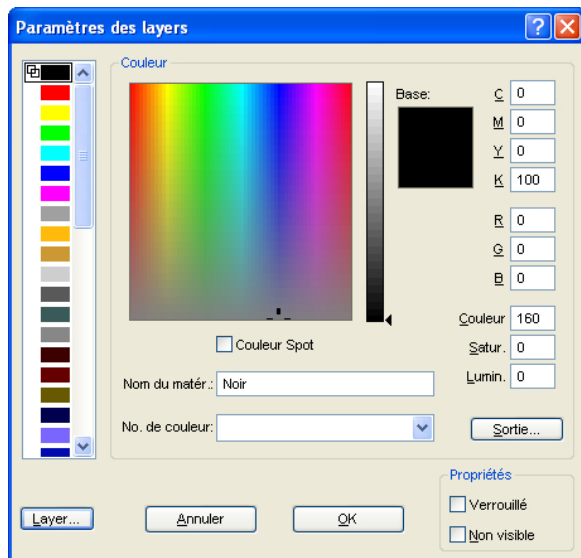 Paramètres des layers
Couleur
Base:
C 0
M 0
Y 0
K 100
R 0
G 0
B 0
Couleur 160
Satur. 0
Lumin. 0
Couleur Spot
Nom du matér.: Noir
No. de couleur:
Sortie...
Propriétés
Verrouillé
Non visible
Layer...
Annuler
OK